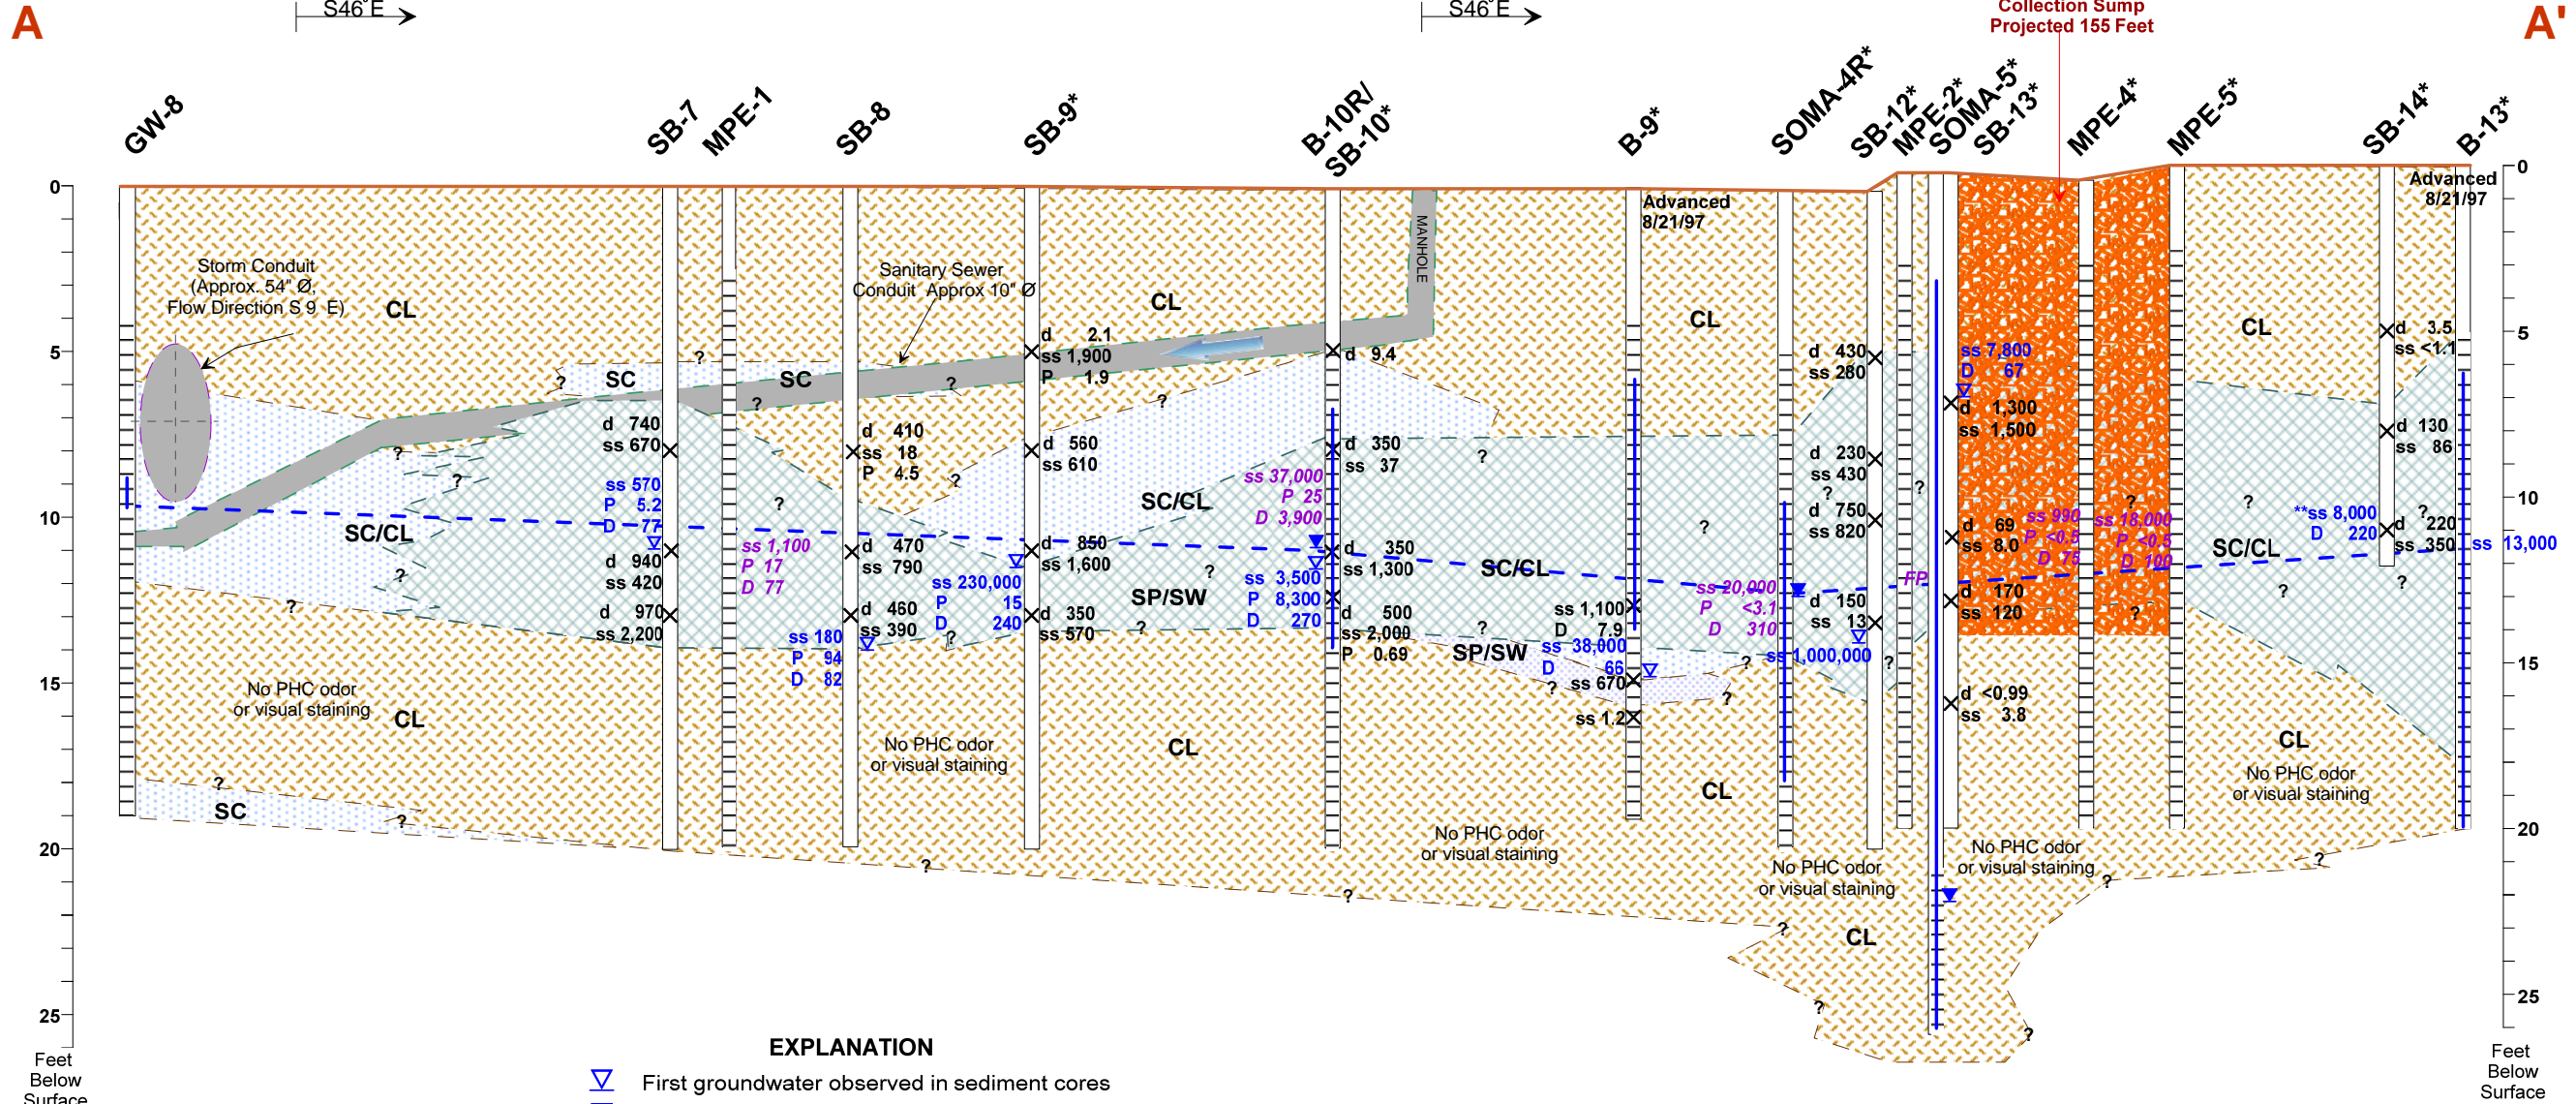 A
S46°E
S46°E
Collection Sump
Projected 155 Feet
A'
GW-8
SB-7
MPE-1
SB-8
SB-9*
B-10R/
SB-10*
B-9*
SOMA-4R*
SB-12*
MPE-2*
SOMA-5*
SB-13*
MPE-4*
MPE-5*
SB-14*
B-13*
0
5
10
15
20
25
Feet
Below
Surface
0
5
10
15
20
25
Feet
Below
Surface
Storm Conduit
(Approx. 54" Ø,
Flow Direction S 9 E)
CL
SC/CL
No PHC odor
or visual staining
CL
SC
?
?
?
?
?
?
?
?
SC
?
SC
?
d 740
ss 670
ss 570
P 5.2
D 77
d 940
ss 420
d 970
ss 2,200
?
ss 1,100
P 17
D 77
Sanitary Sewer
Conduit Approx 10" Ø
?
d 410
ss 18
P 4.5
?
d 470
ss 790
d 460
ss 390
ss 180
P 94
D 82
?
No PHC odor
or visual staining
?
d 2.1
ss 1,900
P 1.9
d 560
ss 610
d 850
ss 1,600
ss 230,000
P 15
D 240
d 350
ss 570
CL
?
SC/CL
?
SP/SW
?
CL
MANHOLE
d 9.4
d 350
ss 37
ss 37,000
P 25
D 3,900
d 350
ss 1,300
ss 3,500
P 8,300
D 270
d 500
ss 2,000
P 0.69
?
?
SC/CL
?
SP/SW
?
No PHC odor
or visual staining
Advanced
8/21/97
CL
?
ss 1,100
D 7.9
ss 38,000
D 66
ss 670
ss 1.2
?
?
CL
ss 20,000
P <3.1
D 310
ss 1,000,000
d 430
ss 280
d 230
ss 430
?
d 750
ss 820
d 150
ss 13
?
?
FP
No PHC odor
or visual staining
?
CL
?
?
ss 7,800
D 67
d 1,300
ss 1,500
d 69
ss 8.0
d 170
ss 120
d <0.99
ss 3.8
No PHC odor
or visual staining
?
ss 990
P <0.5
D 75
?
ss 18,000
P <0.5
D 100
?
CL
?
SC/CL
?
CL
No PHC odor
or visual staining
?
Advanced
8/21/97
d 3.5
ss <1.1
d 130
ss 86
**ss 8,000
D 220
?
d 220
ss 350
?
ss 13,000
EXPLANATION
First groundwater observed in sediment cores